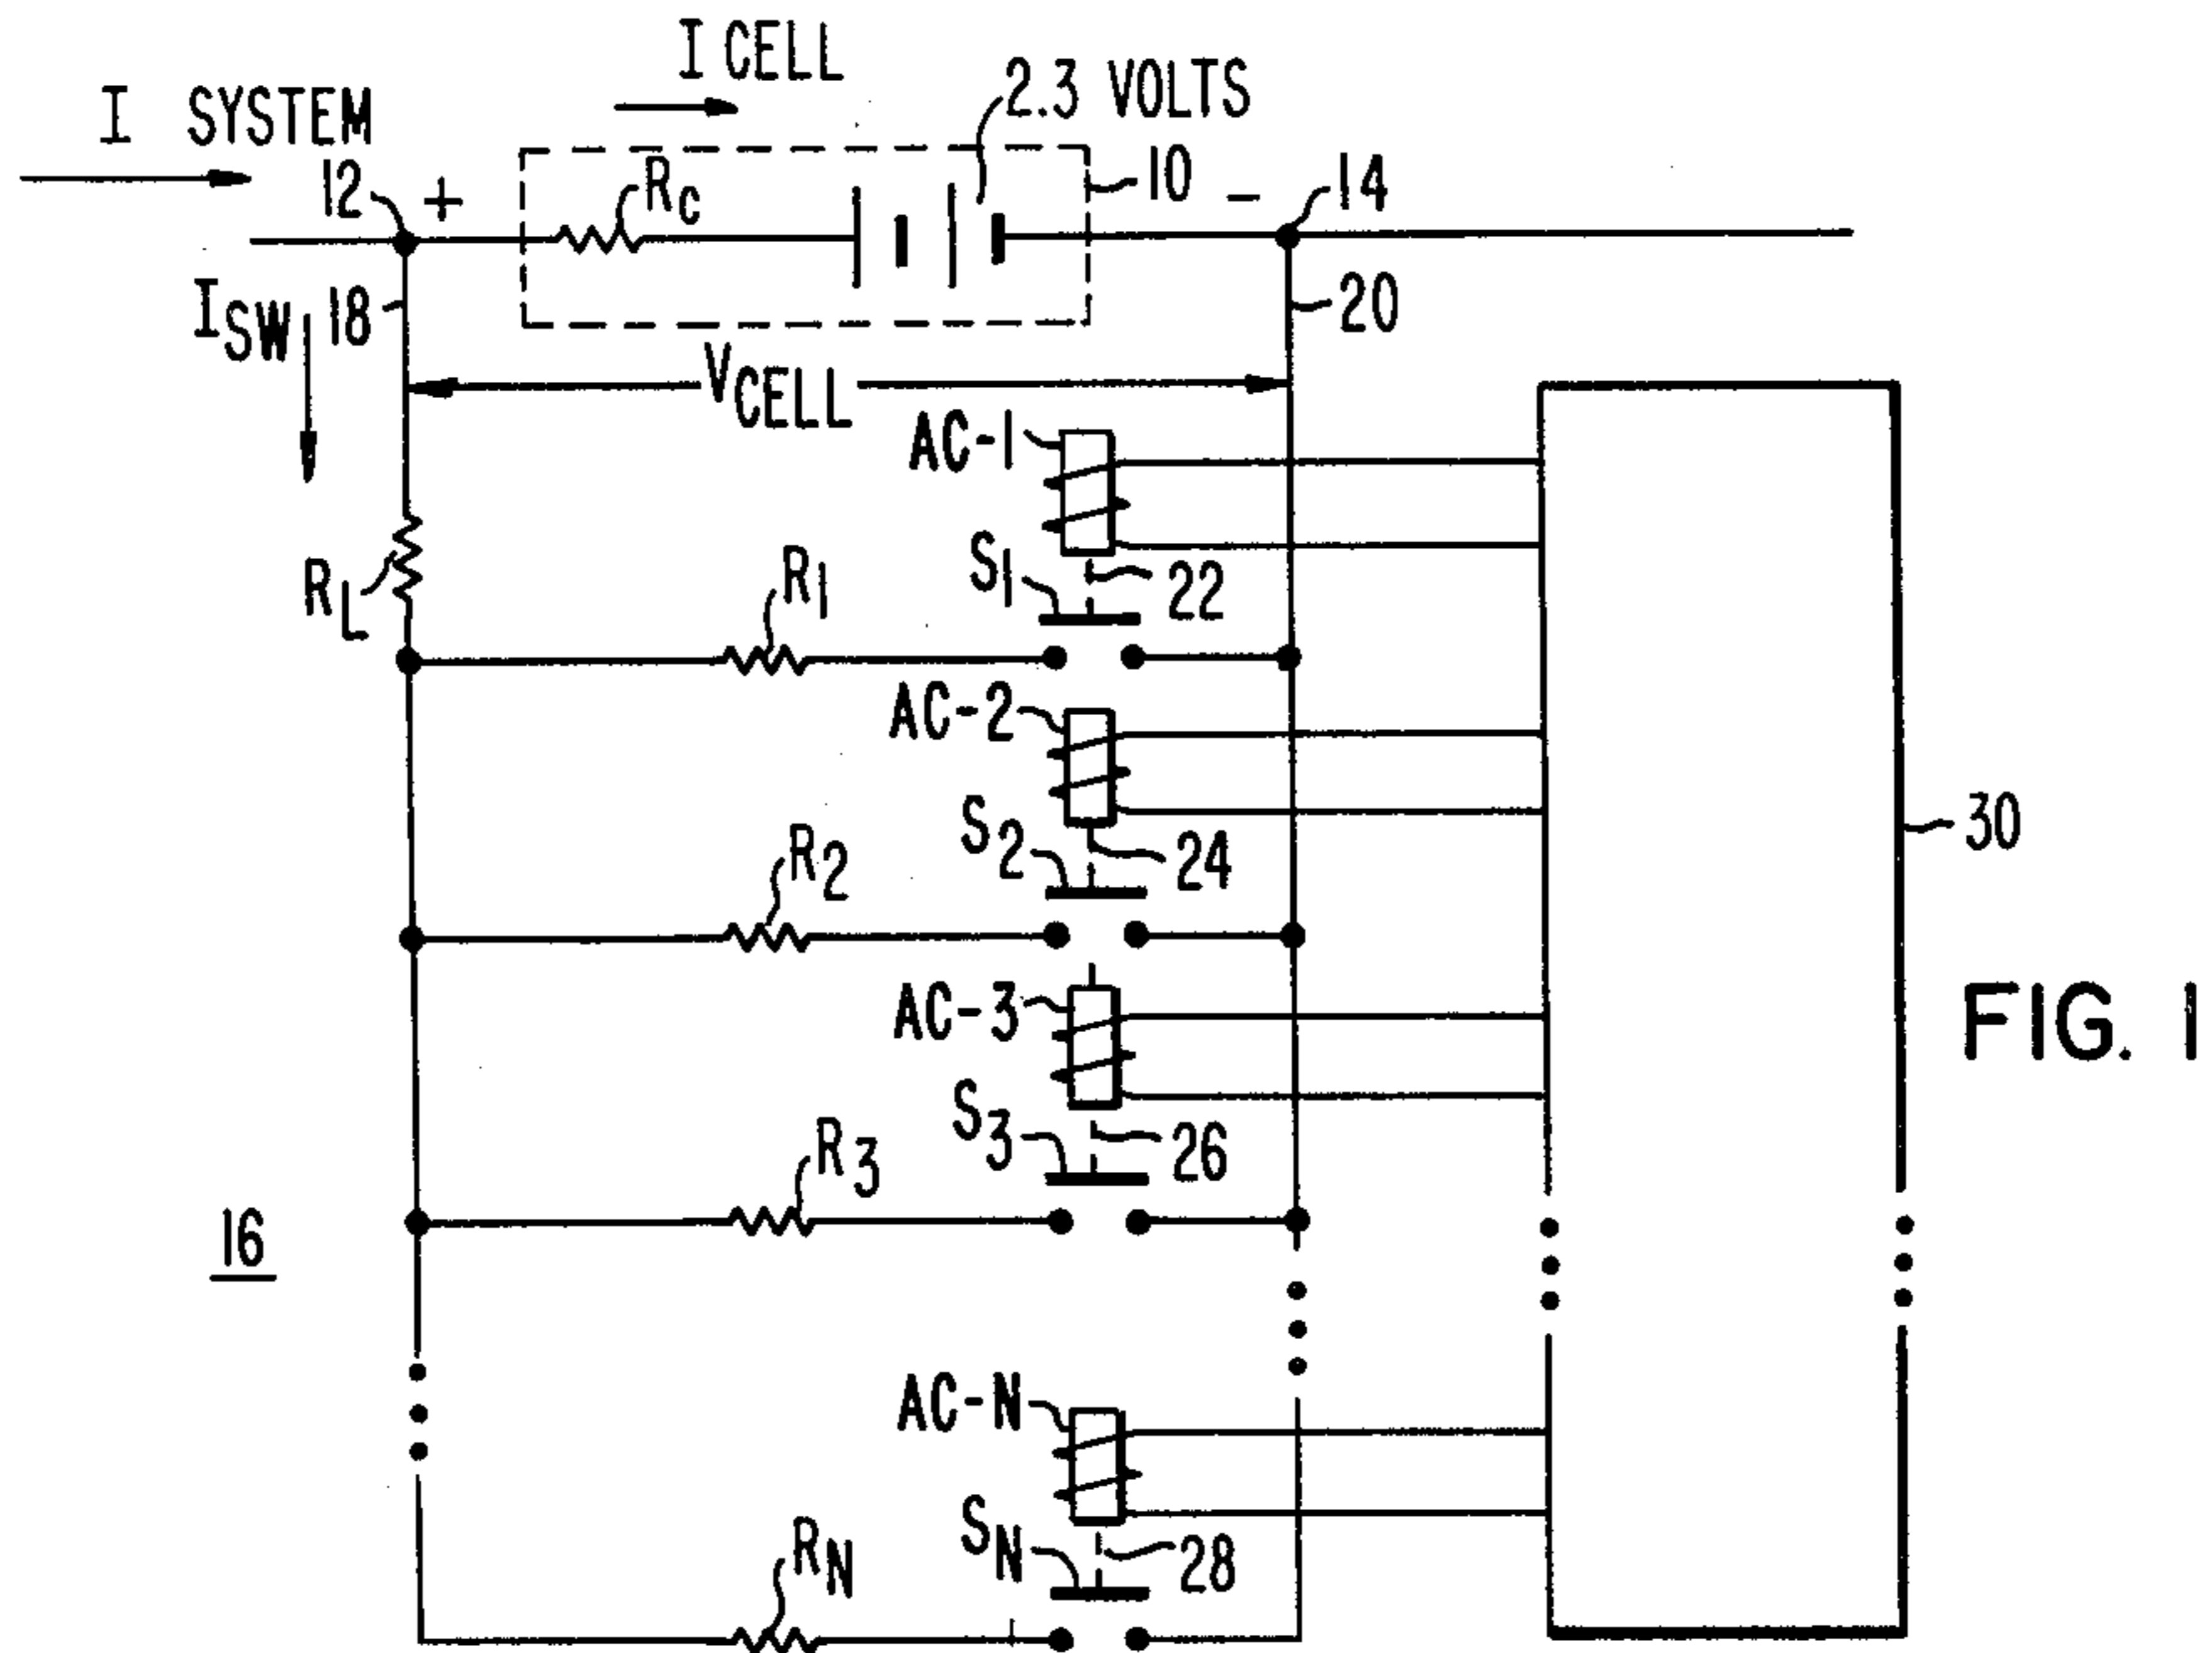 I CELL
I SYSTEM
2.3 VOLTS
12
+
RC
10
-
14
ISW
18
20
VCELL
AC-1
RL
R1
S1
22
AC-2
S2
24
R2
30
AC-3
FIG. 1
S3
26
R3
16
AC-N
SN
28
RN